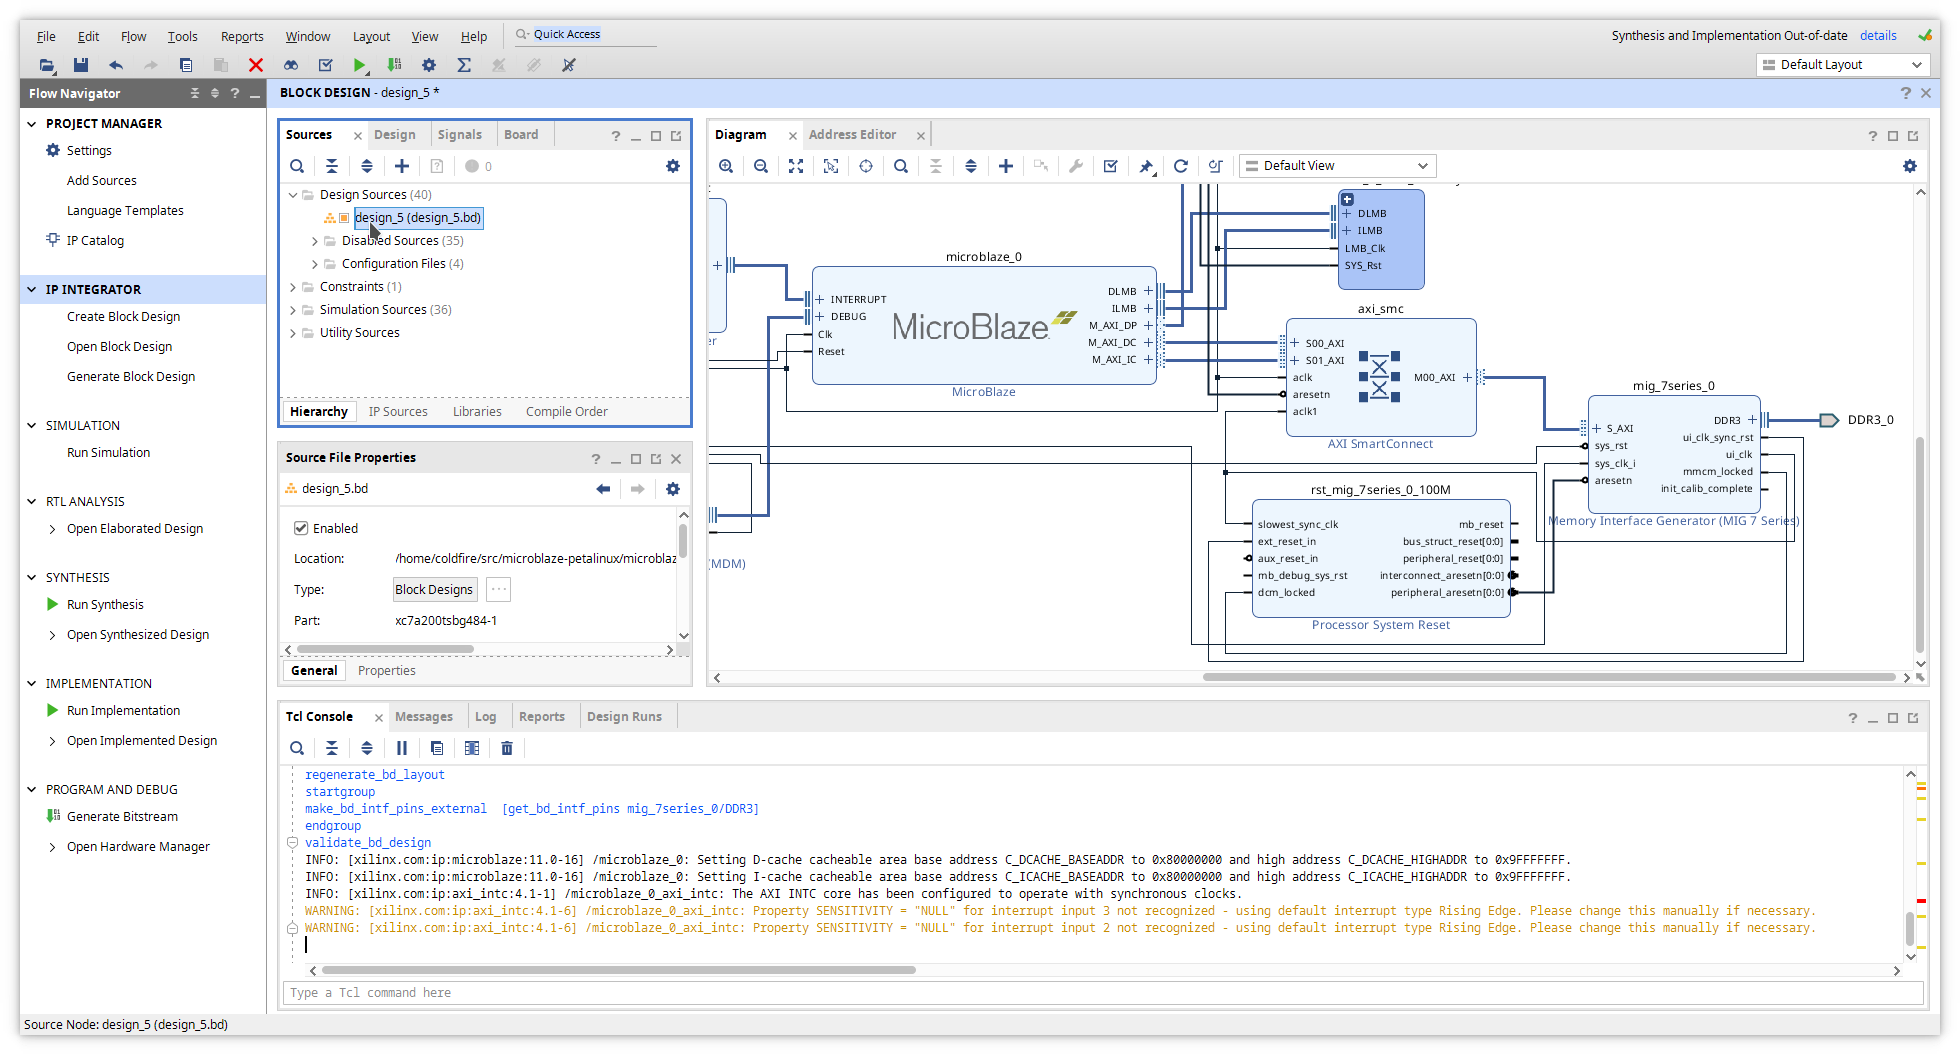 File Edit Flow Tools Reports Window Layout View Help Quick Access
Synthesis and Implementation Out-of-date details
Default Layout
Flow Navigator
PROJECT MANAGER
Settings
Add Sources
Language Templates
IP Catalog
IP INTEGRATOR
Create Block Design
Open Block Design
Generate Block Design
SIMULATION
Run Simulation
RTL ANALYSIS
Open Elaborated Design
SYNTHESIS
Run Synthesis
Open Synthesized Design
IMPLEMENTATION
Run Implementation
Open Implemented Design
PROGRAM AND DEBUG
Generate Bitstream
Open Hardware Manager
BLOCK DESIGN - design_5 *
Sources Design Signals Board
0
Design Sources (40)
design_5 (design_5.bd)
Disabled Sources (35)
Configuration Files (4)
Constraints (1)
Simulation Sources (36)
Utility Sources
Hierarchy IP Sources Libraries Compile Order
Source File Properties
design_5.bd
Enabled
Location: /home/coldfire/src/microblaze-petalinux/microblaz
Type: Block Designs ...
Part: xc7a200tsbg484-1
General Properties
Diagram Address Editor
Default View
er
(MDM)
microblaze_0
INTERRUPT
DEBUG
Clk
Reset
MicroBlaze
DLMB
ILMB
M_AXI_DP
M_AXI_DC
M_AXI_IC
MicroBlaze
DLMB
ILMB
LMB_Clk
SYS_Rst
axi_smc
S00_AXI
S01_AXI
aclk
aresetn
aclk1
M00_AXI
AXI SmartConnect
mig_7series_0
S_AXI
sys_rst
sys_clk_i
aresetn
DDR3
ui_clk_sync_rst
ui_clk
mmcm_locked
init_calib_complete
Memory Interface Generator (MIG 7 Series)
DDR3_0
rst_mig_7series_0_100M
slowest_sync_clk
ext_reset_in
aux_reset_in
mb_debug_sys_rst
dcm_locked
mb_reset
bus_struct_reset[0:0]
peripheral_reset[0:0]
interconnect_aresetn[0:0]
peripheral_aresetn[0:0]
Processor System Reset
Tcl Console Messages Log Reports Design Runs
regenerate_bd_layout
startgroup
make_bd_intf_pins_external  [get_bd_intf_pins mig_7series_0/DDR3]
endgroup
validate_bd_design
INFO: [xilinx.com:ip:microblaze:11.0-16] /microblaze_0: Setting D-cache cacheable area base address C_DCACHE_BASEADDR to 0x80000000 and high address C_DCACHE_HIGHADDR to 0x9FFFFFFF.
INFO: [xilinx.com:ip:microblaze:11.0-16] /microblaze_0: Setting I-cache cacheable area base address C_ICACHE_BASEADDR to 0x80000000 and high address C_ICACHE_HIGHADDR to 0x9FFFFFFF.
INFO: [xilinx.com:ip:axi_intc:4.1-1] /microblaze_0_axi_intc: The AXI INTC core has been configured to operate with synchronous clocks.
WARNING: [xilinx.com:ip:axi_intc:4.1-6] /microblaze_0_axi_intc: Property SENSITIVITY = "NULL" for interrupt input 3 not recognized - using default interrupt type Rising Edge. Please change this manually if necessary.
WARNING: [xilinx.com:ip:axi_intc:4.1-6] /microblaze_0_axi_intc: Property SENSITIVITY = "NULL" for interrupt input 2 not recognized - using default interrupt type Rising Edge. Please change this manually if necessary.
Type a Tcl command here
Source Node: design_5 (design_5.bd)